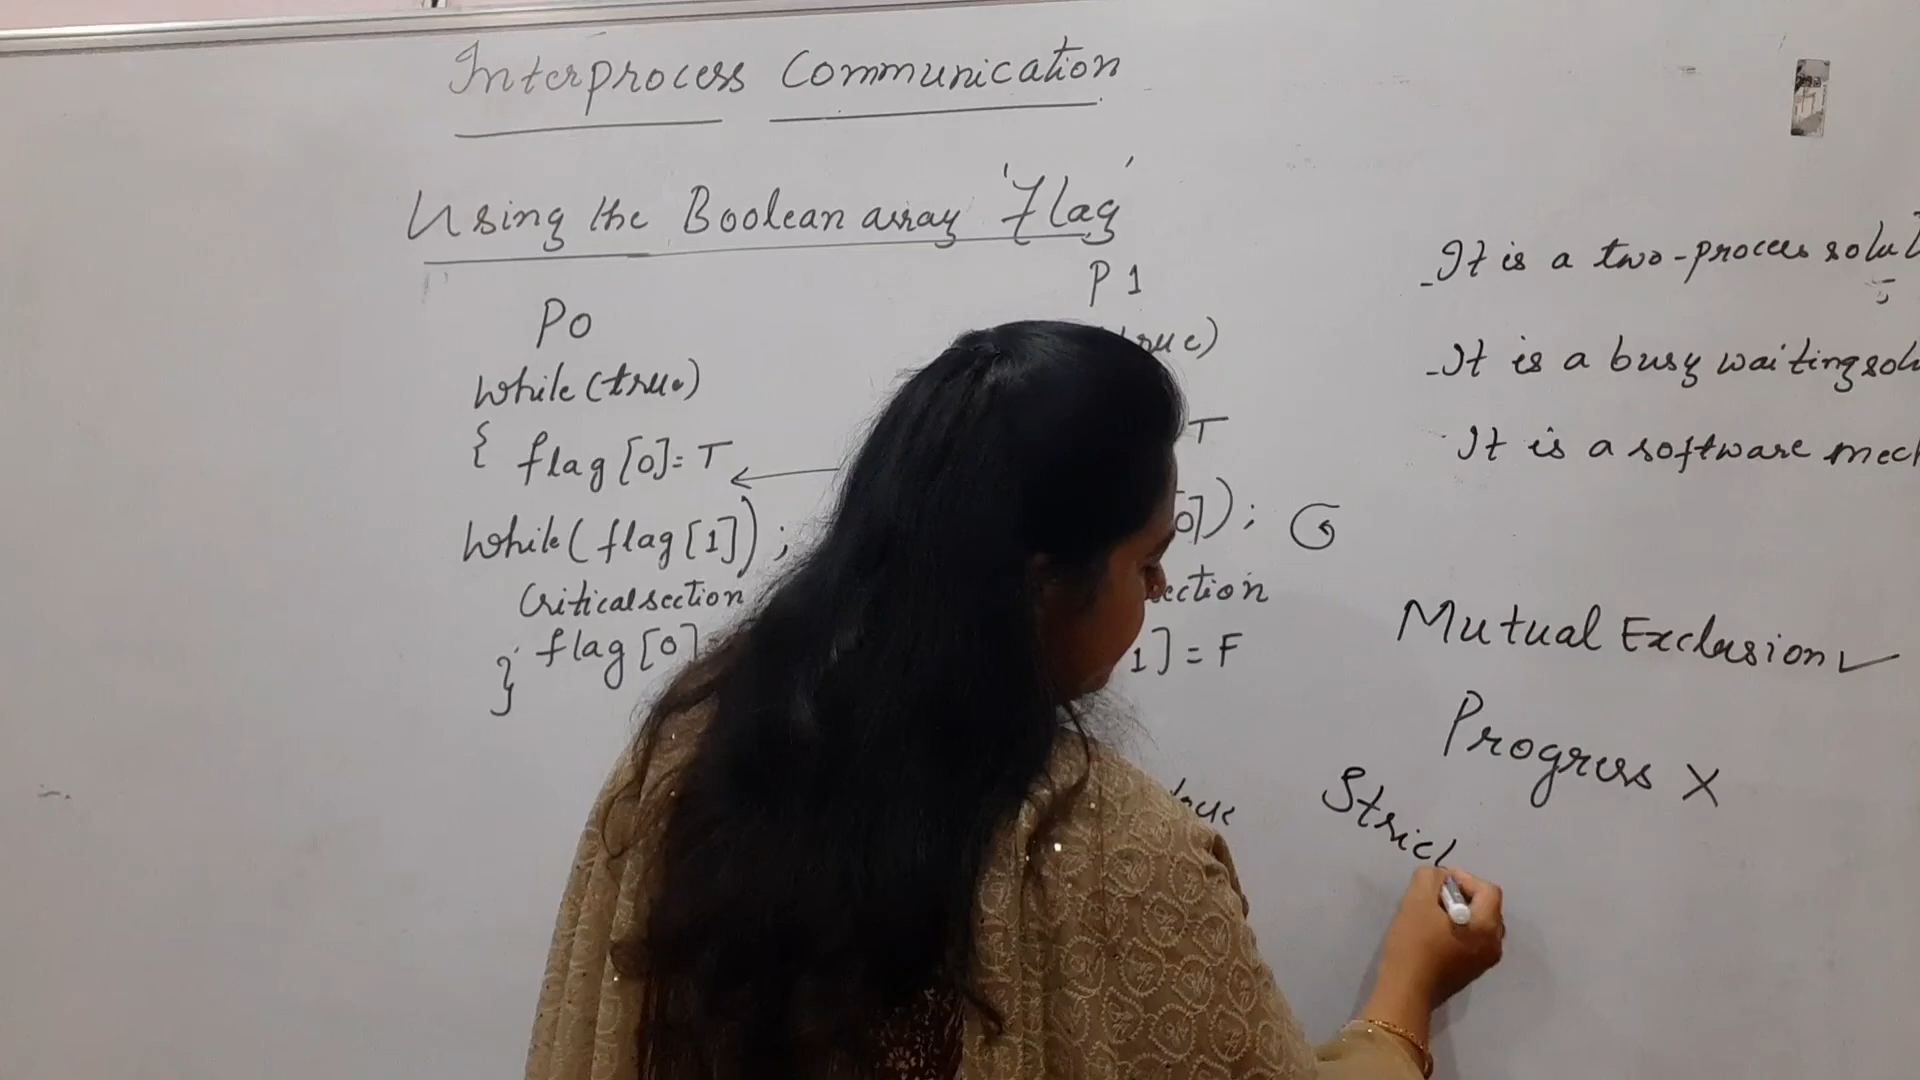 Interprocess Communication
Using the Boolean array 'Flag'
P0
while(true)
{ flag[0]=T
while(flag[1]);
Critical section
flag[0]
}
P1
true)
T
0]);
ection
1]=F
-It is a two-process solut
-It is a busy waiting solu
It is a software mech
Mutual Exclusion ✓
Progress X
Strict